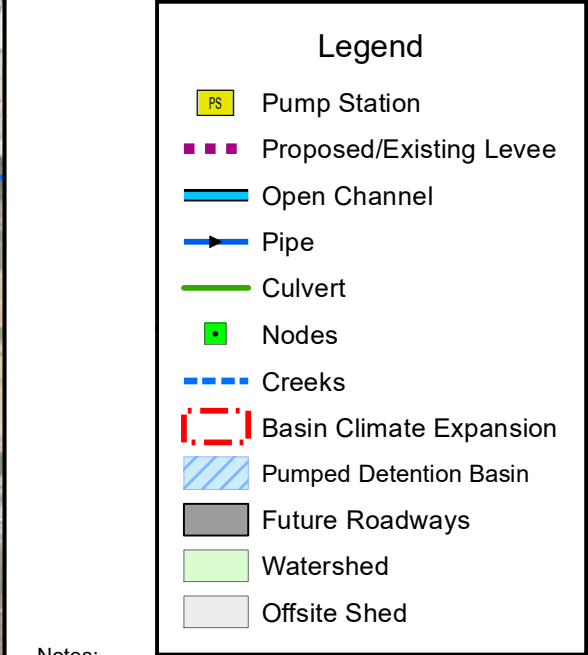 Legend
PS Pump Station
Proposed/Existing Levee
Open Channel
Pipe
Culvert
Nodes
Creeks
Basin Climate Expansion
Pumped Detention Basin
Future Roadways
Watershed
Offsite Shed
Notes: